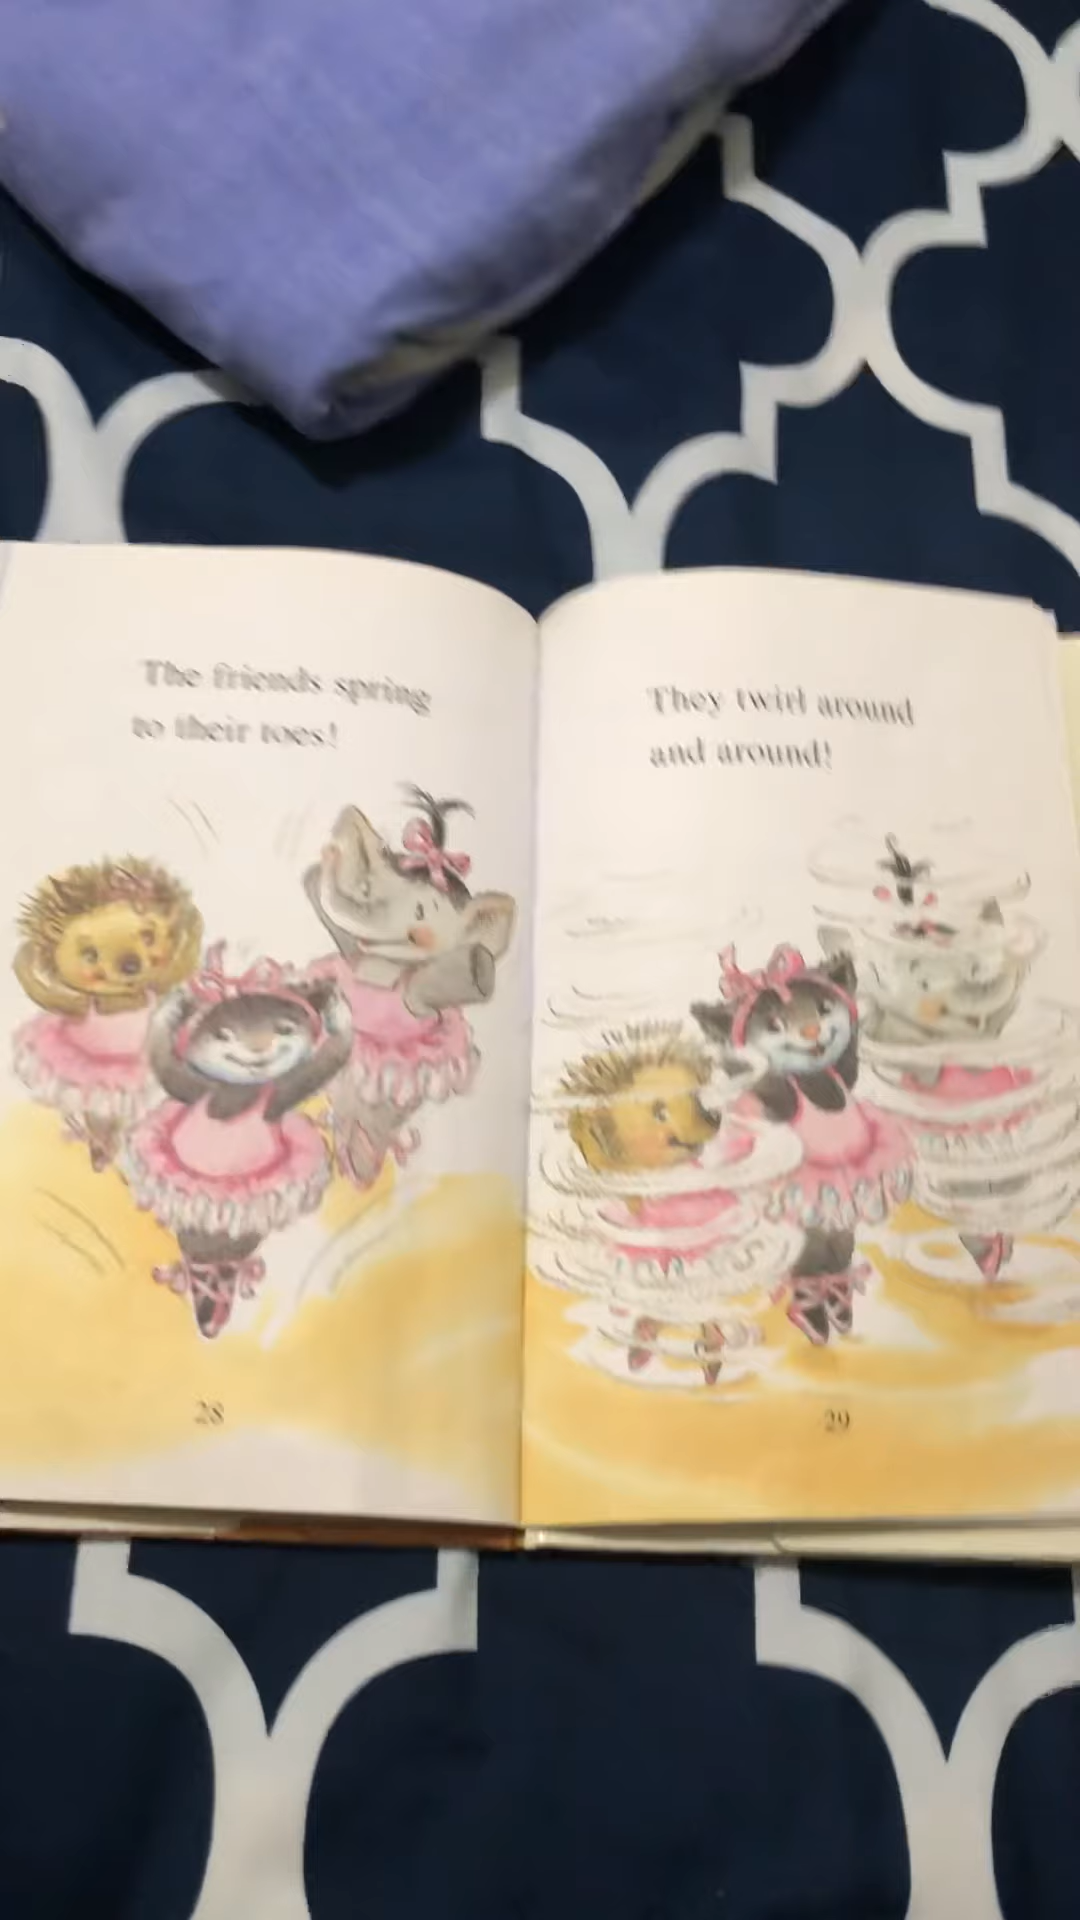 The friends spring
to their toes!
28
They twirl around
and around!
29